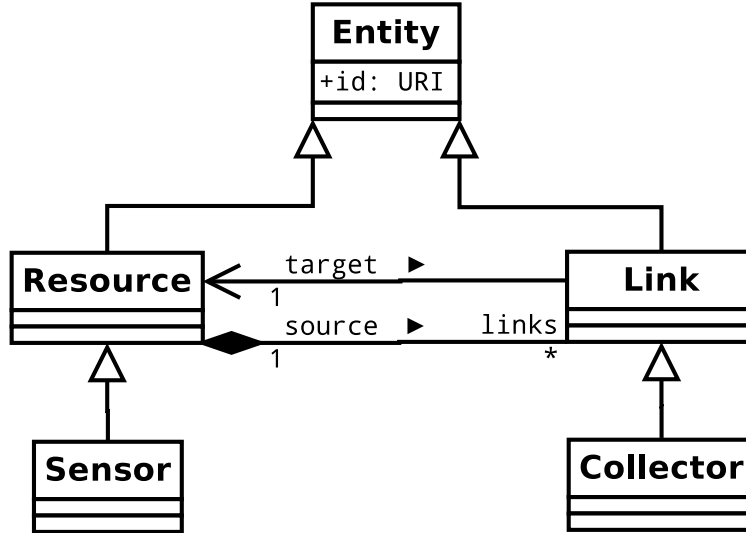 Entity
+id: URI
Resource
target ►
1
Link
source ►
1
links
*
Sensor
Collector